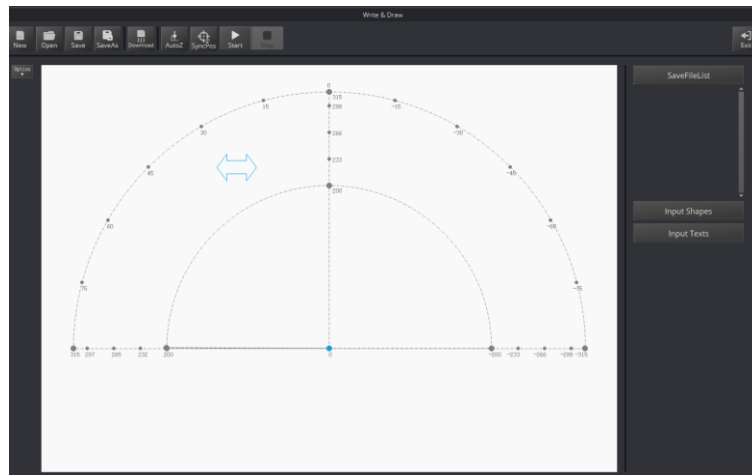 Write & Draw
New Open Save SaveAs Download AutoZ SyncPos Start Stop Exit
Option
SaveFileList
Input Shapes
Input Texts
0
315
15 -15
298
30 -30
266
45 -45
233
200
60 -60
75 -75
315 297 265 232 200 0 -200 -233 -266 -298 -315